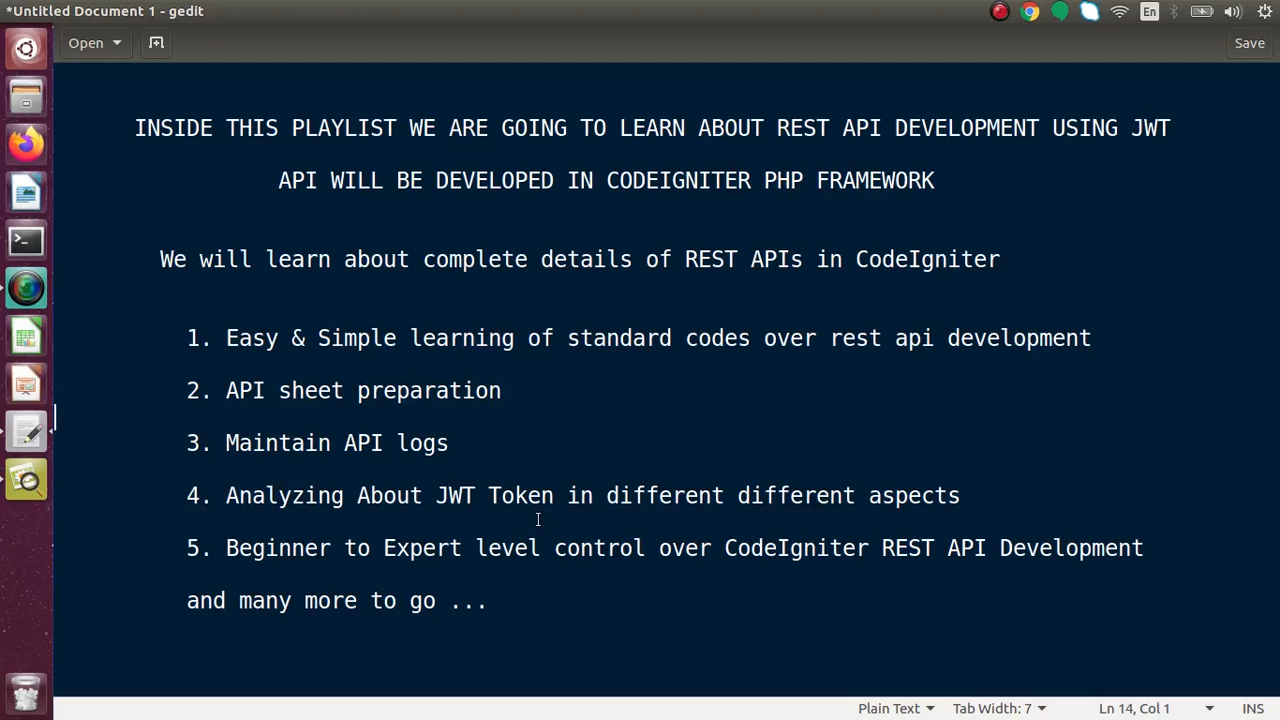 *Untitled Document 1 - gedit
En
Open
Save
INSIDE THIS PLAYLIST WE ARE GOING TO LEARN ABOUT REST API DEVELOPMENT USING JWT
API WILL BE DEVELOPED IN CODEIGNITER PHP FRAMEWORK
We will learn about complete details of REST APIs in CodeIgniter
1. Easy & Simple learning of standard codes over rest api development
2. API sheet preparation
3. Maintain API logs
4. Analyzing About JWT Token in different different aspects
5. Beginner to Expert level control over CodeIgniter REST API Development
and many more to go ...
Plain Text Tab Width: 7 Ln 14, Col 1 INS